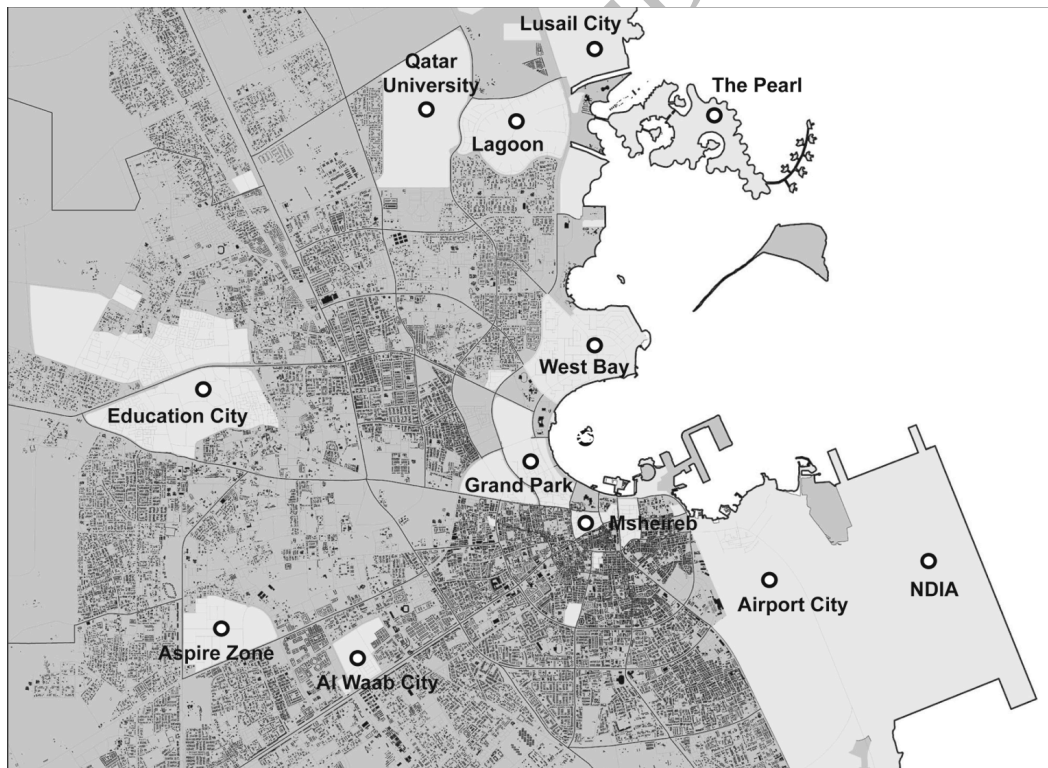 Lusail City
Qatar
University
The Pearl
Lagoon
West Bay
Education City
Grand Park
Msheireb
Airport City
NDIA
Aspire Zone
Al Waab City